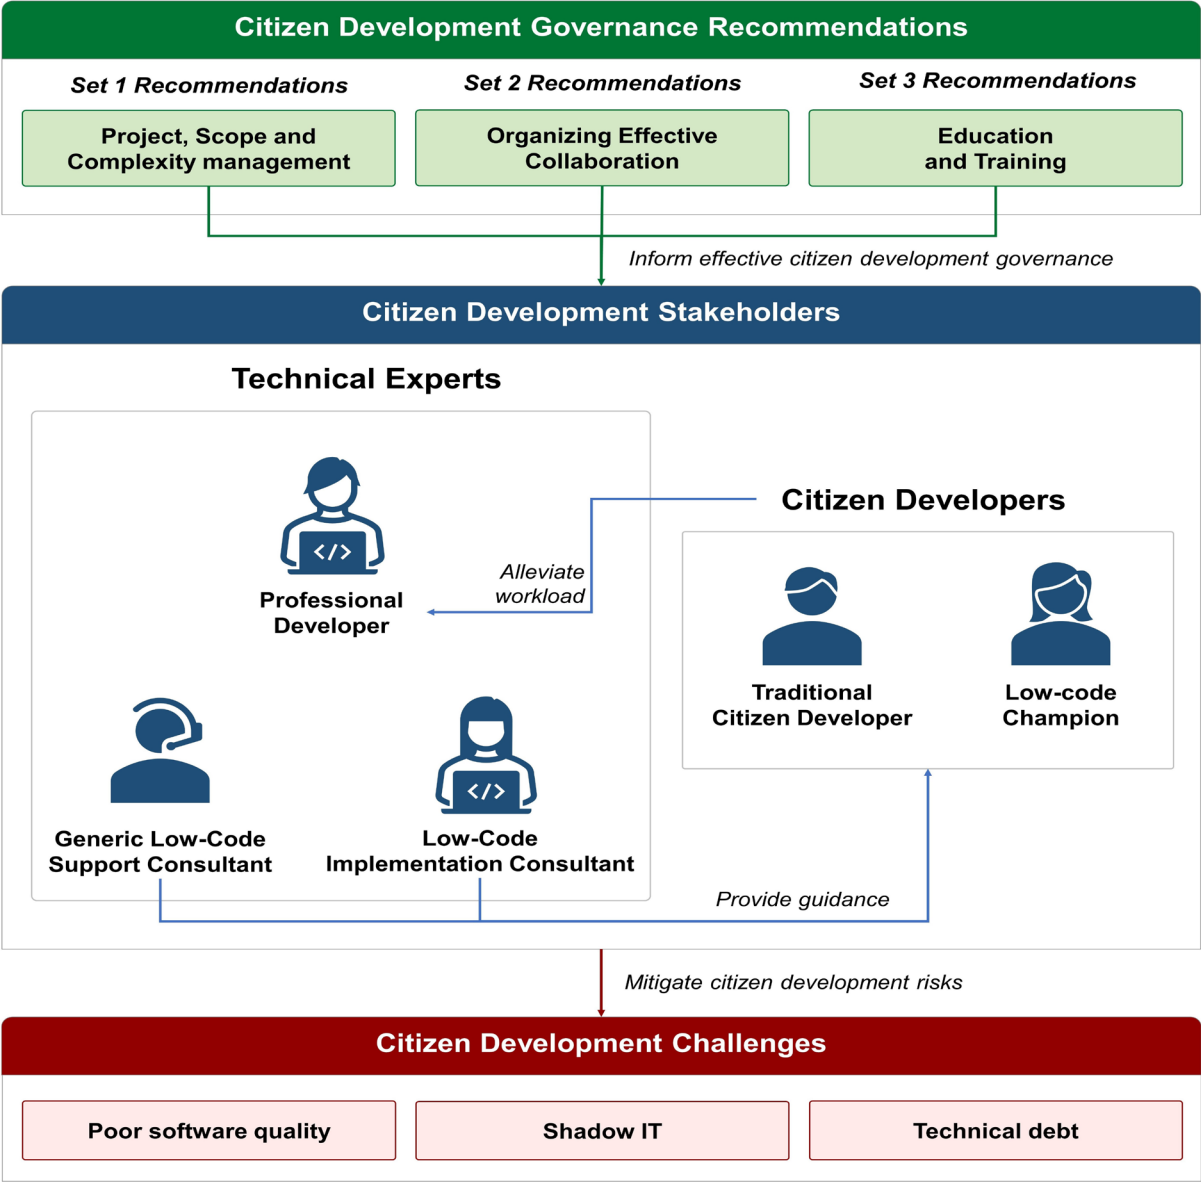 Citizen Development Governance Recommendations
Set 1 Recommendations
Set 2 Recommendations
Set 3 Recommendations
Project, Scope and
Complexity management
Organizing Effective
Collaboration
Education
and Training
Inform effective citizen development governance
Citizen Development Stakeholders
Technical Experts
</>
Professional
Developer
Alleviate
workload
Citizen Developers
Traditional
Citizen Developer
Low-code
Champion
Generic Low-Code
Support Consultant
</>
Low-Code
Implementation Consultant
Provide guidance
Mitigate citizen development risks
Citizen Development Challenges
Poor software quality
Shadow IT
Technical debt